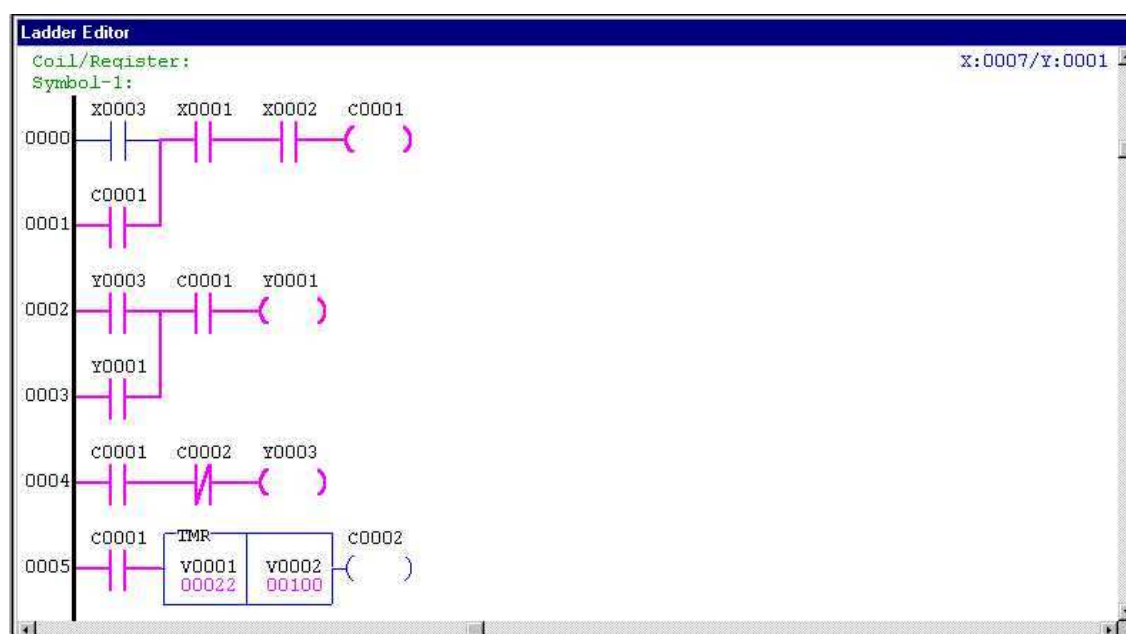 Ladder Editor
Coil/Register: X:0007/Y:0001
Symbol-1:
X0003 X0001 X0002 C0001
0000
C0001
0001
Y0003 C0001 Y0001
0002
Y0001
0003
C0001 C0002 Y0003
0004
C0001 TMR C0002
0005 V0001 V0002
00022 00100